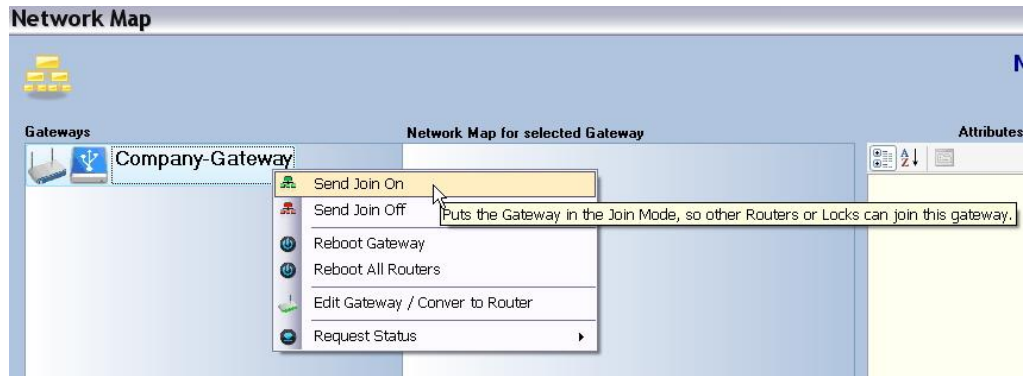 Network Map
N
Gateways
Network Map for selected Gateway
Attributes
Company-Gateway
Send Join On
Send Join Off
Puts the Gateway in the Join Mode, so other Routers or Locks can join this gateway.
Reboot Gateway
Reboot All Routers
Edit Gateway / Conver to Router
Request Status